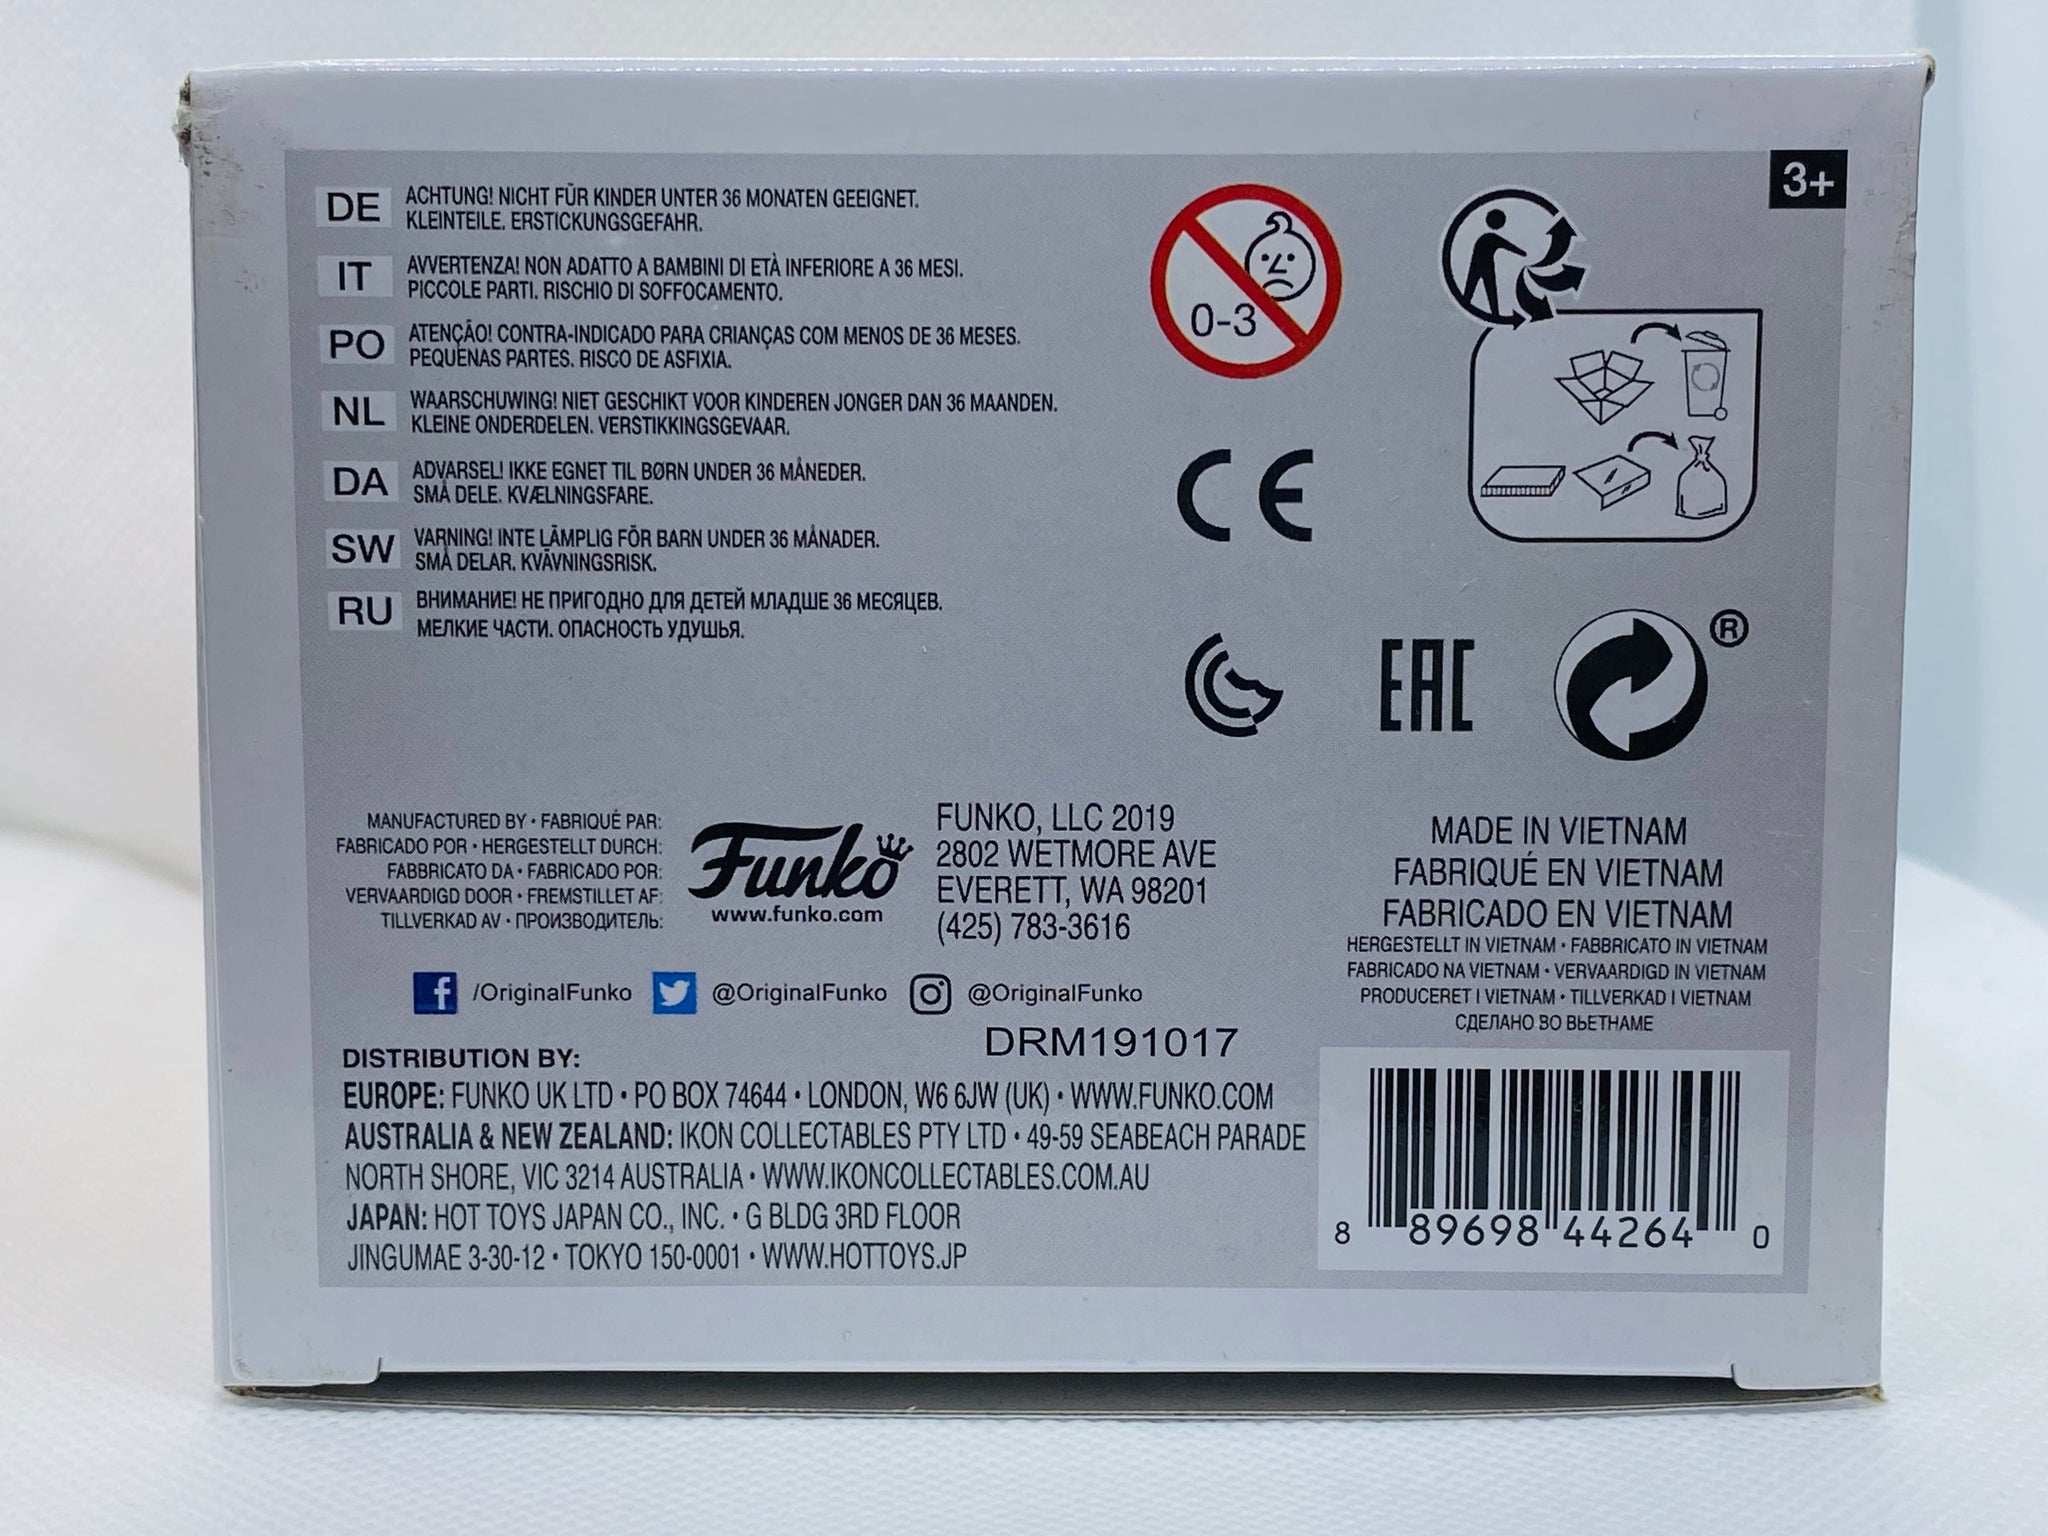 3+
DE
ACHTUNG! NICHT FÜR KINDER UNTER 36 MONATEN GEEIGNET.
KLEINTEILE. ERSTICKUNGSGEFAHR.
IT
AVVERTENZA! NON ADATTO A BAMBINI DI ETÀ INFERIORE A 36 MESI.
PICCOLE PARTI. RISCHIO DI SOFFOCAMENTO.
PO
ATENÇÃO! CONTRA-INDICADO PARA CRIANÇAS COM MENOS DE 36 MESES.
PEQUENAS PARTES. RISCO DE ASFIXIA.
NL
WAARSCHUWING! NIET GESCHIKT VOOR KINDEREN JONGER DAN 36 MAANDEN.
KLEINE ONDERDELEN. VERSTIKKINGSGEVAAR.
DA
ADVARSEL! IKKE EGNET TIL BØRN UNDER 36 MÅNEDER.
SMÅ DELE. KVÆLNINGSFARE.
SW
VARNING! INTE LÄMPLIG FÖR BARN UNDER 36 MÅNADER.
SMÅ DELAR. KVÄVNINGSRISK.
RU
ВНИМАНИЕ! НЕ ПРИГОДНО ДЛЯ ДЕТЕЙ МЛАДШЕ 36 МЕСЯЦЕВ.
МЕЛКИЕ ЧАСТИ. ОПАСНОСТЬ УДУШЬЯ.
0-3
CE
EAC
®
MANUFACTURED BY • FABRIQUÉ PAR:
FABRICADO POR • HERGESTELLT DURCH:
FABBRICATO DA • FABRICADO POR:
VERVAARDIGD DOOR • FREMSTILLET AF:
TILLVERKAD AV • ПРОИЗВОДИТЕЛЬ:
Funko
www.funko.com
FUNKO, LLC 2019
2802 WETMORE AVE
EVERETT, WA 98201
(425) 783-3616
MADE IN VIETNAM
FABRIQUÉ EN VIETNAM
FABRICADO EN VIETNAM
HERGESTELLT IN VIETNAM • FABBRICATO IN VIETNAM
FABRICADO NA VIETNAM • VERVAARDIGD IN VIETNAM
PRODUCERET I VIETNAM • TILLVERKAD I VIETNAM
СДЕЛАНО ВО ВЬЕТНАМЕ
f /OriginalFunko @OriginalFunko @OriginalFunko
DRM191017
DISTRIBUTION BY:
EUROPE: FUNKO UK LTD • PO BOX 74644 • LONDON, W6 6JW (UK) • WWW.FUNKO.COM
AUSTRALIA & NEW ZEALAND: IKON COLLECTABLES PTY LTD • 49-59 SEABEACH PARADE
NORTH SHORE, VIC 3214 AUSTRALIA • WWW.IKONCOLLECTABLES.COM.AU
JAPAN: HOT TOYS JAPAN CO., INC. • G BLDG 3RD FLOOR
JINGUMAE 3-30-12 • TOKYO 150-0001 • WWW.HOTTOYS.JP
8 89698 44264 0